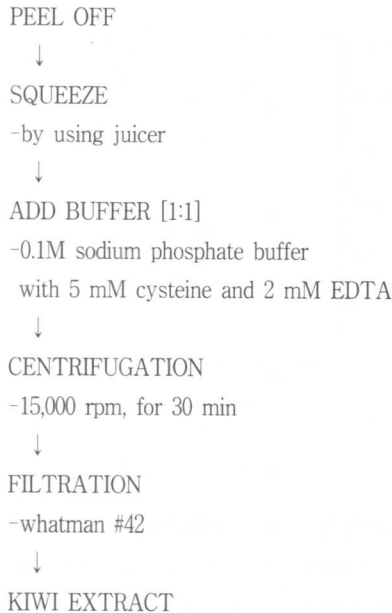 PEEL OFF
↓
SQUEEZE
-by using juicer
↓
ADD BUFFER [1:1]
-0.1M sodium phosphate buffer
with 5 mM cysteine and 2 mM EDTA
↓
CENTRIFUGATION
-15,000 rpm, for 30 min
↓
FILTRATION
-whatman #42
↓
KIWI EXTRACT